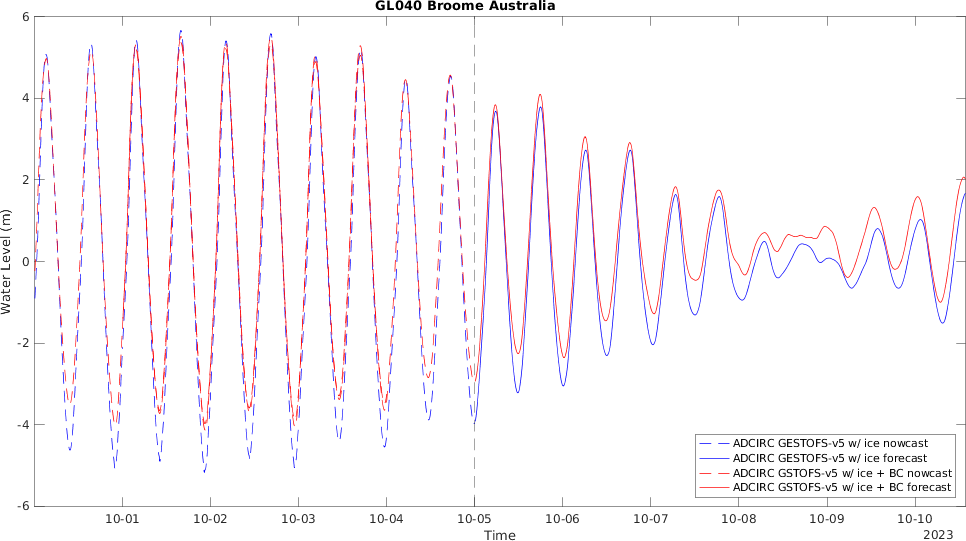 GL040 Broome Australia
Water Level (m)
6
4
2
0
-2
-4
-6
ADCIRC GESTOFS-v5 w/ ice nowcast
ADCIRC GESTOFS-v5 w/ ice forecast
ADCIRC GSTOFS-v5 w/ ice + BC nowcast
ADCIRC GSTOFS-v5 w/ ice + BC forecast
10-01 10-02 10-03 10-04 10-05 10-06 10-07 10-08 10-09 10-10
Time
2023